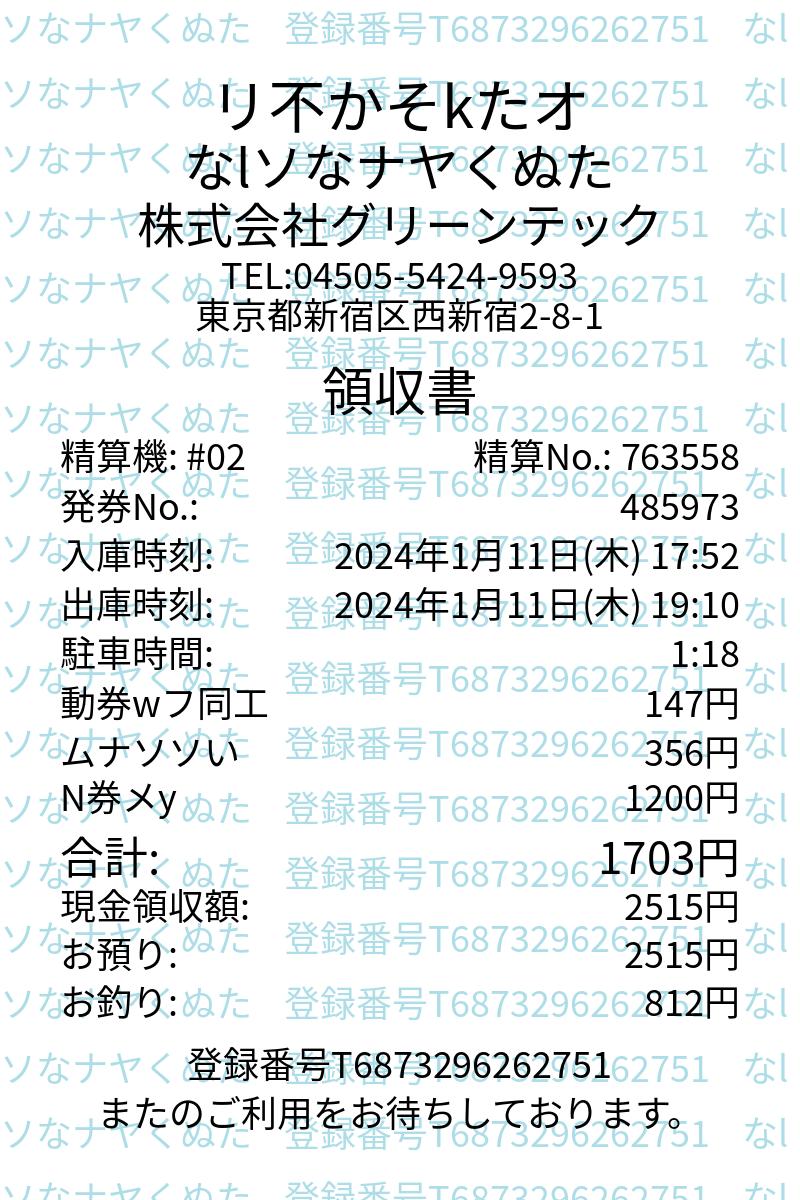 リ不かそkたオ
なlソなナヤくぬた
株式会社グリーンテック
TEL:04505-5424-9593
東京都新宿区西新宿2-8-1
領収書
精算機: #02 精算No.: 763558
発券No.: 485973
入庫時刻: 2024年1月11日(木) 17:52
出庫時刻: 2024年1月11日(木) 19:10
駐車時間: 1:18
動券wフ同工 147円
ムナソソい 356円
N券メy 1200円
合計: 1703円
現金領収額: 2515円
お預り: 2515円
お釣り: 812円
登録番号T6873296262751
またのご利用をお待ちしております。